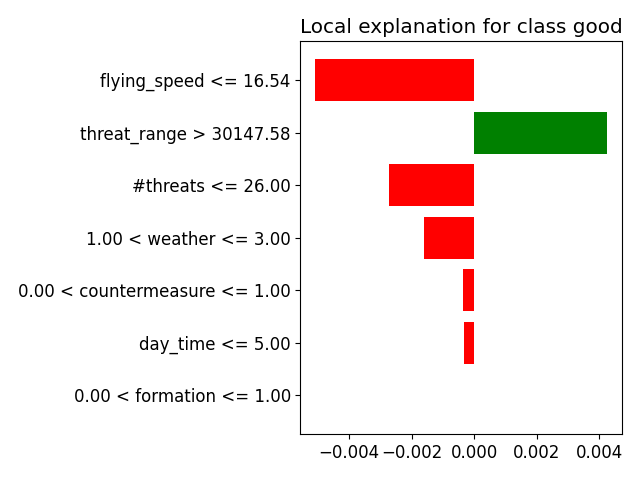 Local explanation for class good
flying_speed <= 16.54
threat_range > 30147.58
#threats <= 26.00
1.00 < weather <= 3.00
0.00 < countermeasure <= 1.00
day_time <= 5.00
0.00 < formation <= 1.00
−0.004 −0.002 0.000 0.002 0.004